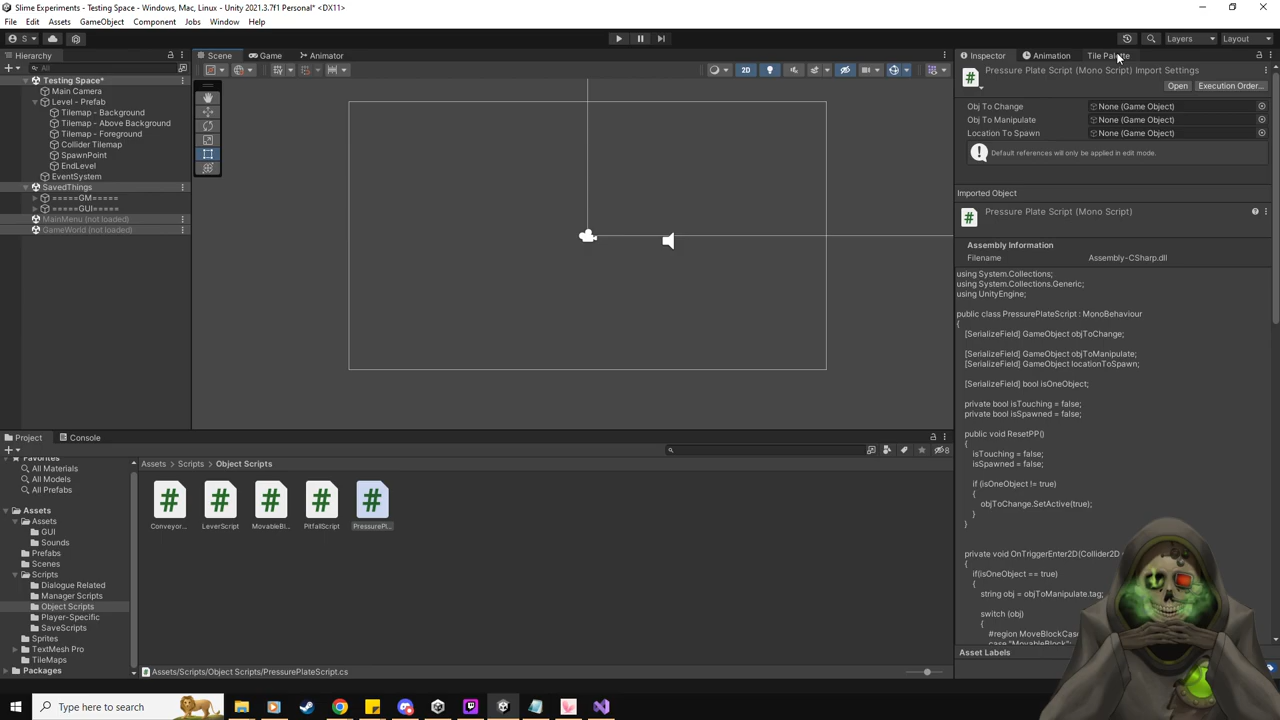 Slime Experiments - Testing Space - Windows, Mac, Linux - Unity 2021.3.7f1 Personal* <DX11>
File Edit Assets GameObject Component Jobs Window Help
S Layers Layout
Hierarchy Scene Game Animator Inspector Animation Tile Palette
All 2D
Testing Space*
Main Camera
Level - Prefab
Tilemap - Background
Tilemap - Above Background
Tilemap - Foreground
Collider Tilemap
SpawnPoint
EndLevel
EventSystem
SavedThings
=====GM=====
=====GUI=====
MainMenu (not loaded)
GameWorld (not loaded)
Pressure Plate Script (Mono Script) Import Settings
Open Execution Order...
Obj To Change None (Game Object)
Obj To Manipulate None (Game Object)
Location To Spawn None (Game Object)
Default references will only be applied in edit mode.
Imported Object
Pressure Plate Script (Mono Script)
Assembly Information
Filename Assembly-CSharp.dll
using System.Collections;
using System.Collections.Generic;
using UnityEngine;
public class PressurePlateScript : MonoBehaviour
{
[SerializeField] GameObject objToChange;
[SerializeField] GameObject objToManipulate;
[SerializeField] GameObject locationToSpawn;
[SerializeField] bool isOneObject;
private bool isTouching = false;
private bool isSpawned = false;
public void ResetPP()
{
isTouching = false;
isSpawned = false;
if (isOneObject != true)
{
objToChange.SetActive(true);
}
}
private void OnTriggerEnter2D(Collider2D
{
if(isOneObject == true)
{
string obj = objToManipulate.tag;
switch (obj)
{
#region MoveBlockCase
case "MovableBl
Asset Labels
Project Console
8
Favorites
All Materials
All Models
All Prefabs
Assets
Assets
GUI
Sounds
Prefabs
Scenes
Scripts
Dialogue Related
Manager Scripts
Object Scripts
Player-Specific
SaveScripts
Sprites
TextMesh Pro
TileMaps
Packages
Assets > Scripts > Object Scripts
# # # # #
Conveyor... LeverScript MovableBl... PitfallScript PressurePl...
Assets/Scripts/Object Scripts/PressurePlateScript.cs
Type here to search